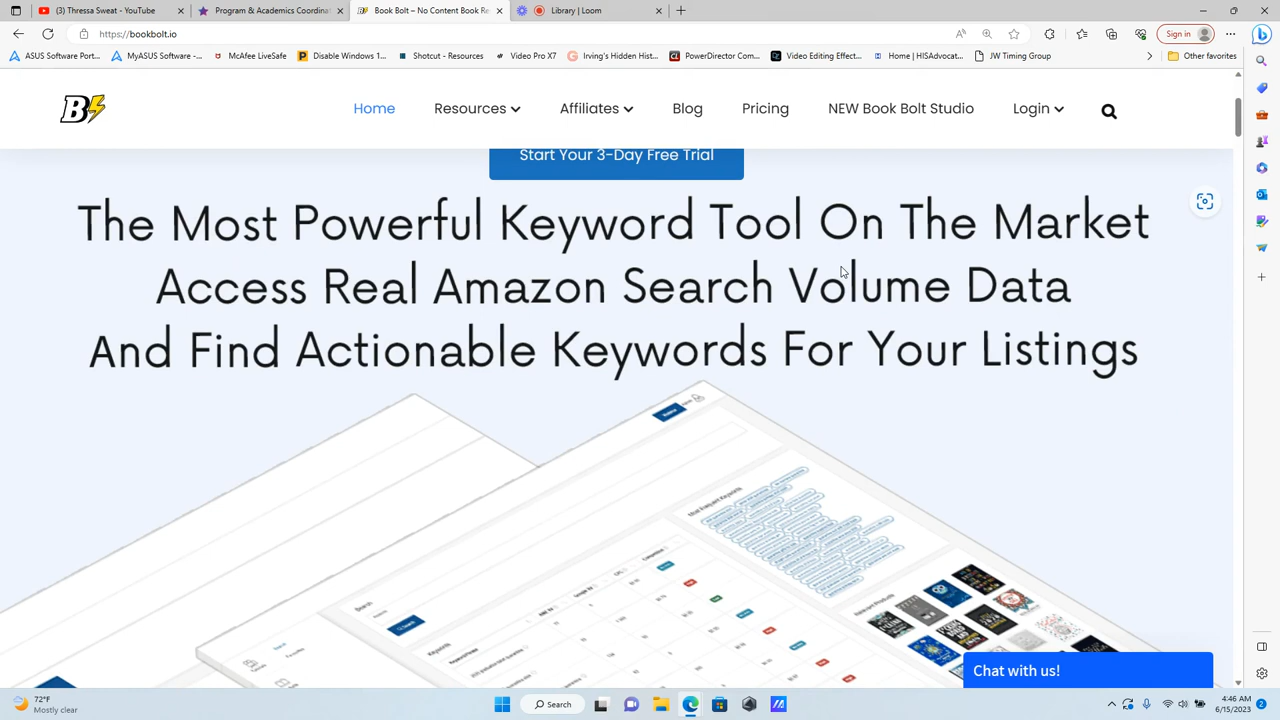 (3) Thressa Sweat - YouTube
Program & Academics Coordina
Book Bolt – No Content Book Re
Library | Loom
https://bookbolt.io
Sign in
ASUS Software Port...
MyASUS Software -...
McAfee LiveSafe
Disable Windows 1...
Shotcut - Resources
Video Pro X7
Irving's Hidden Hist...
PowerDirector Com...
Video Editing Effect...
Home | HISAdvocat...
JW Timing Group
Other favorites
B
Home
Resources
Affiliates
Blog
Pricing
NEW Book Bolt Studio
Login
Start Your 3-Day Free Trial
The Most Powerful Keyword Tool On The Market
Access Real Amazon Search Volume Data
And Find Actionable Keywords For Your Listings
Search
Search
Chat with us!
72°F
Mostly clear
Search
4:46 AM
6/15/2023